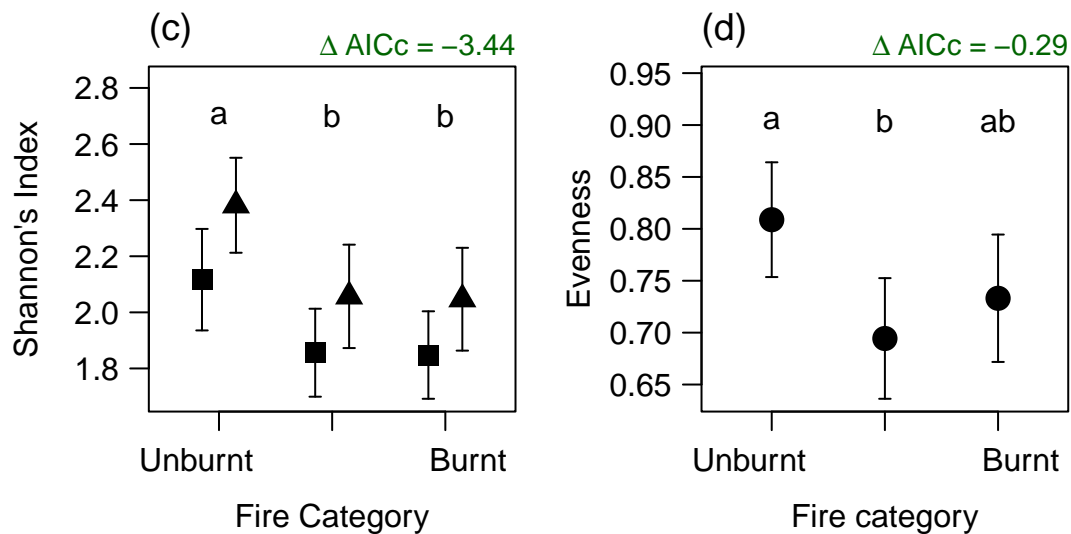 (c)
Δ AICc = −3.44
Shannon's Index
2.8
2.6
2.4
2.2
2.0
1.8
a
b
b
Unburnt
Burnt
Fire Category
(d)
Δ AICc = −0.29
Evenness
0.95
0.90
0.85
0.80
0.75
0.70
0.65
a
b
ab
Unburnt
Burnt
Fire category